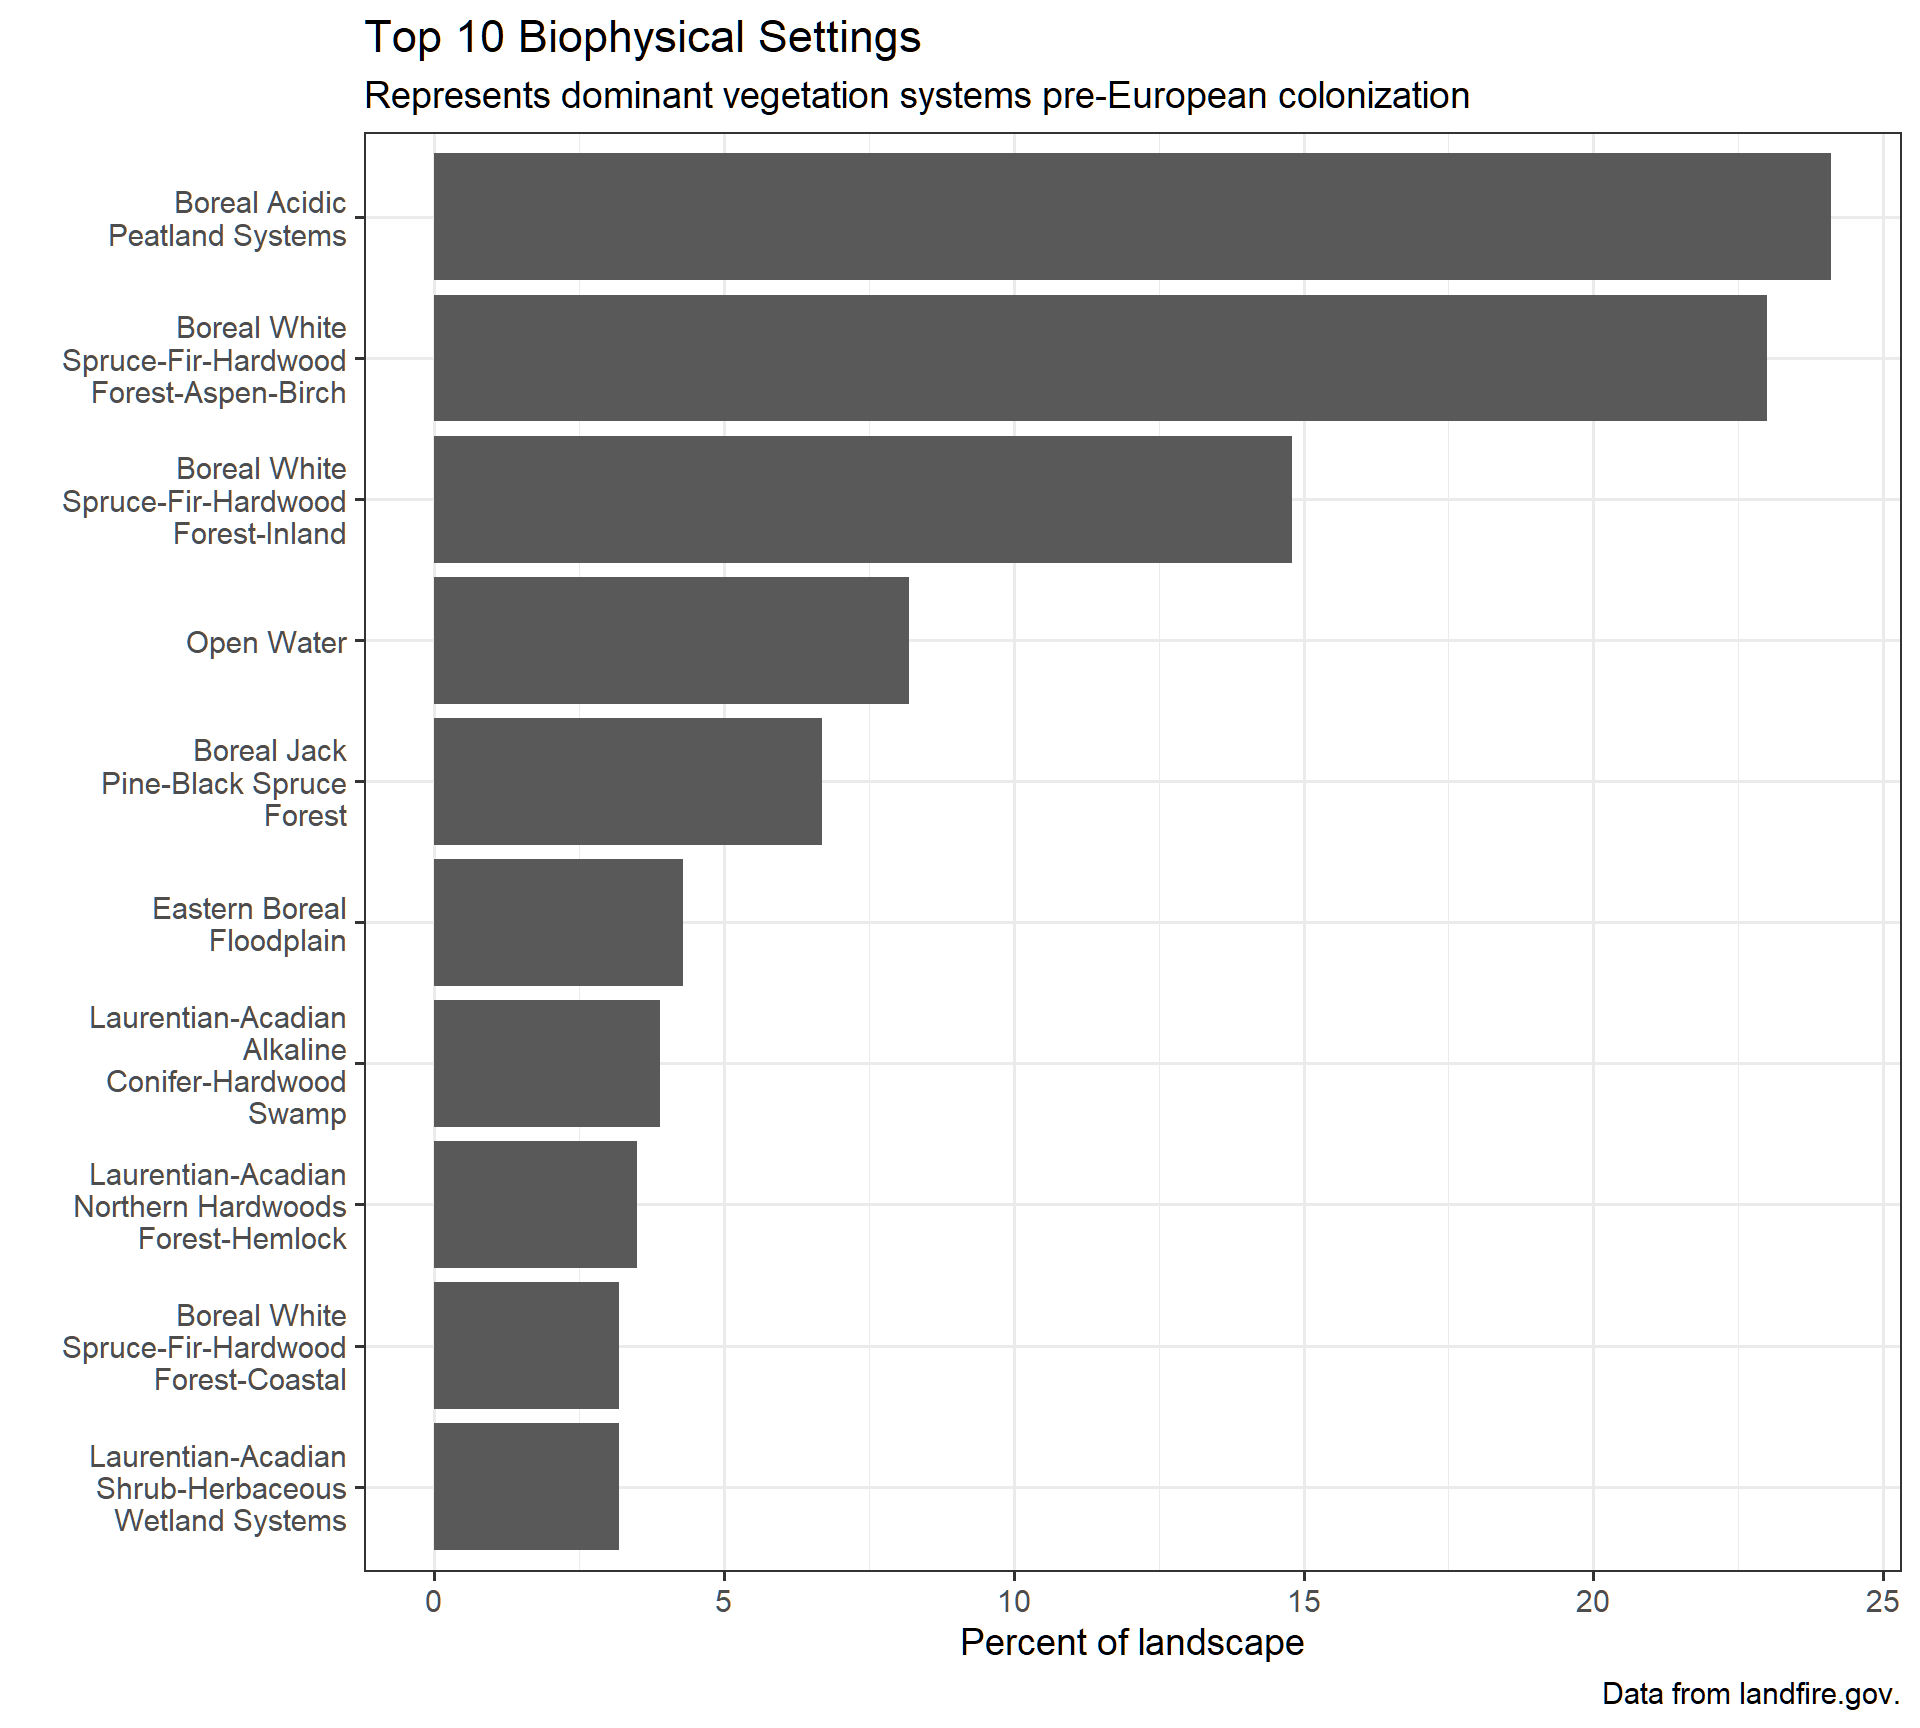 Top 10 Biophysical Settings
Represents dominant vegetation systems pre-European colonization
Boreal Acidic
Peatland Systems
Boreal White
Spruce-Fir-Hardwood
Forest-Aspen-Birch
Boreal White
Spruce-Fir-Hardwood
Forest-Inland
Open Water
Boreal Jack
Pine-Black Spruce
Forest
Eastern Boreal
Floodplain
Laurentian-Acadian
Alkaline
Conifer-Hardwood
Swamp
Laurentian-Acadian
Northern Hardwoods
Forest-Hemlock
Boreal White
Spruce-Fir-Hardwood
Forest-Coastal
Laurentian-Acadian
Shrub-Herbaceous
Wetland Systems
0 5 10 15 20 25
Percent of landscape
Data from landfire.gov.